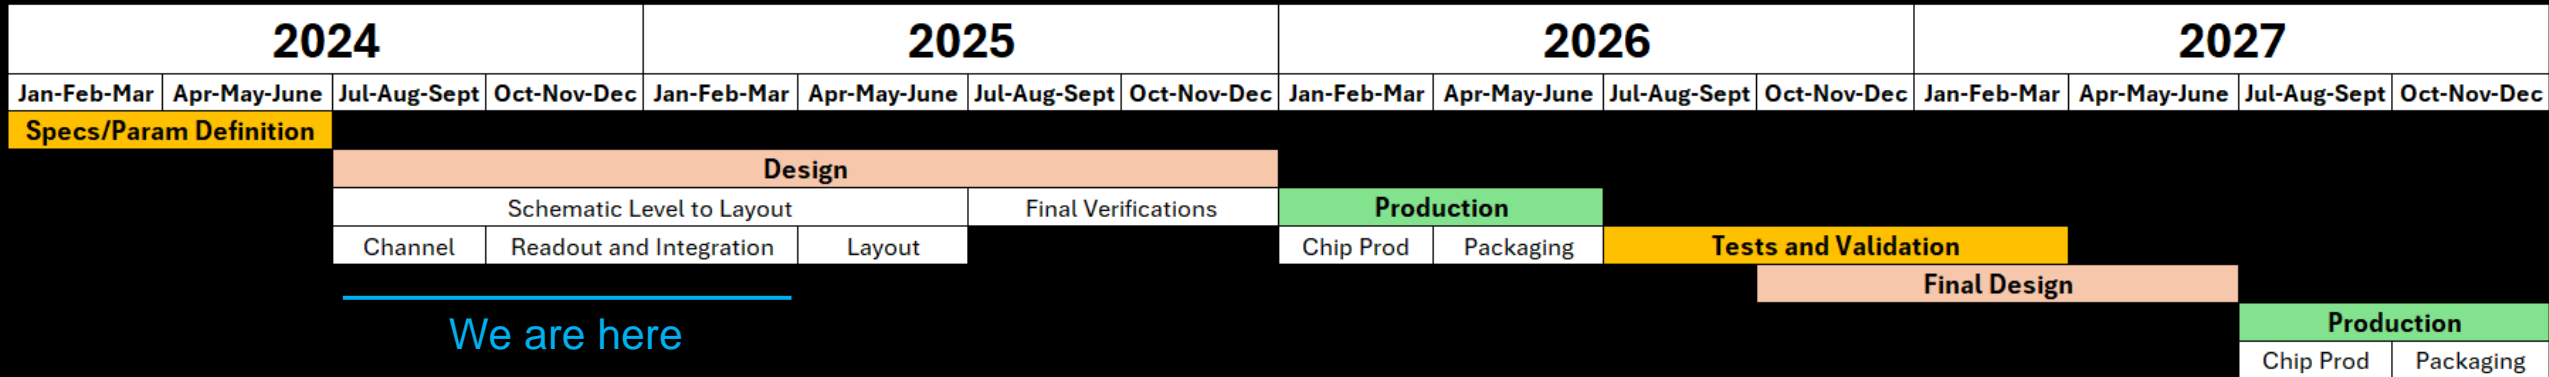 2024 2025 2026 2027
Jan-Feb-Mar Apr-May-June Jul-Aug-Sept Oct-Nov-Dec Jan-Feb-Mar Apr-May-June Jul-Aug-Sept Oct-Nov-Dec Jan-Feb-Mar Apr-May-June Jul-Aug-Sept Oct-Nov-Dec Jan-Feb-Mar Apr-May-June Jul-Aug-Sept Oct-Nov-Dec
Specs/Param Definition
Design
Schematic Level to Layout Final Verifications Production
Channel Readout and Integration Layout Chip Prod Packaging Tests and Validation
Final Design
We are here
Production
Chip Prod Packaging